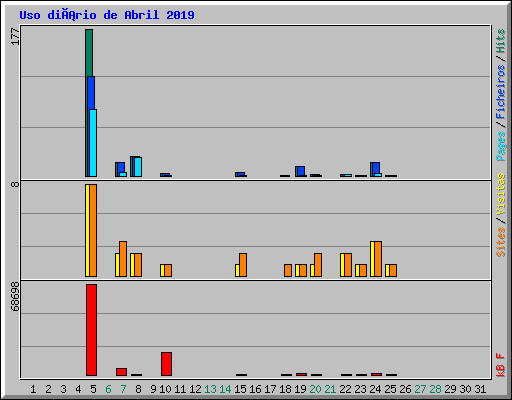 Uso diÃ¡rio de Abril 2019
177
8
68698
Pages / Ficheiros / Hits
Sites / Visitas
kB F
1 2 3 4 5 6 7 8 9 10 11 12 13 14 15 16 17 18 19 20 21 22 23 24 25 26 27 28 29 30 31